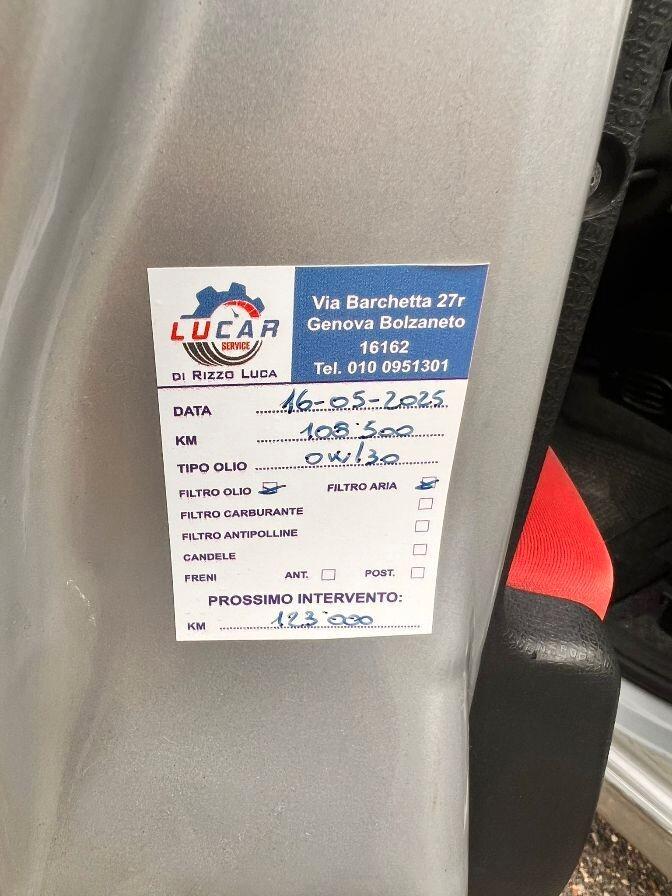 LUCAR
SERVICE
DI RIZZO LUCA
Via Barchetta 27r
Genova Bolzaneto
16162
Tel. 010 0951301
DATA 16-05-2025
KM 108'500
TIPO OLIO 0W/30
FILTRO OLIO FILTRO ARIA
FILTRO CARBURANTE
FILTRO ANTIPOLLINE
CANDELE
FRENI ANT. POST.
PROSSIMO INTERVENTO:
KM 123'000